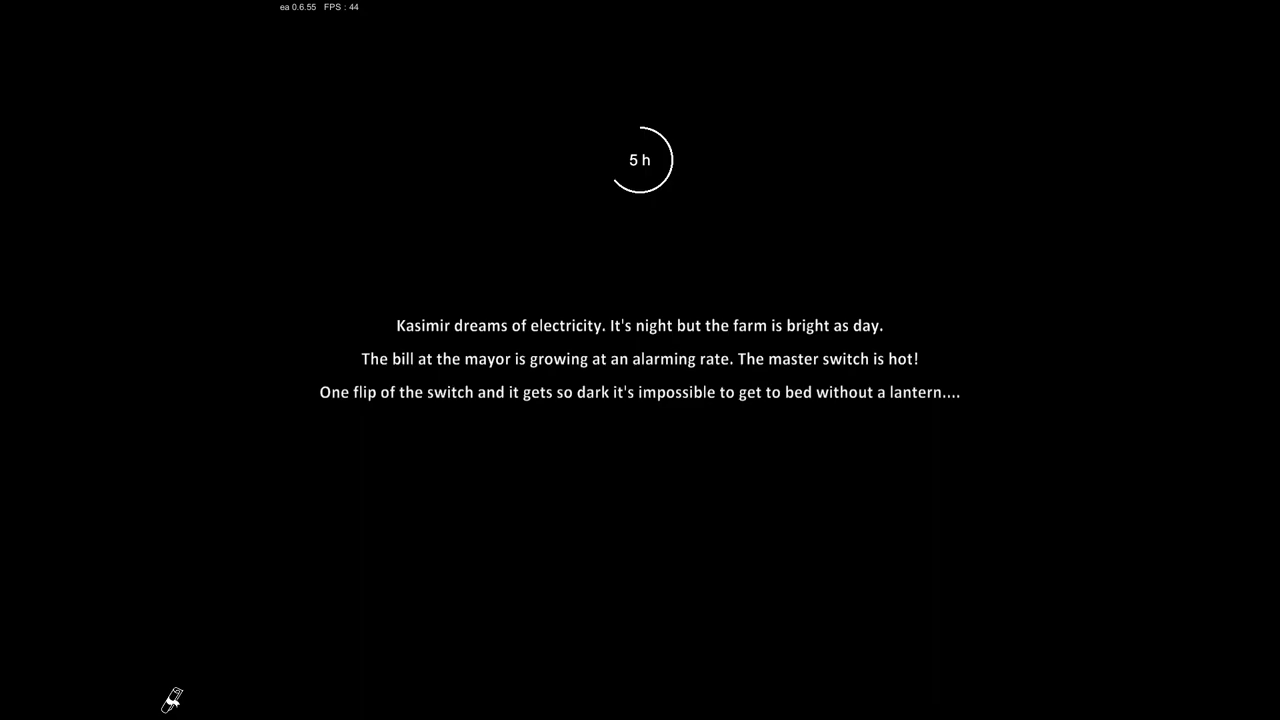 ea 0.6.55 FPS : 44
5 h
Kasimir dreams of electricity. It's night but the farm is bright as day.
The bill at the mayor is growing at an alarming rate. The master switch is hot!
One flip of the switch and it gets so dark it's impossible to get to bed without a lantern....